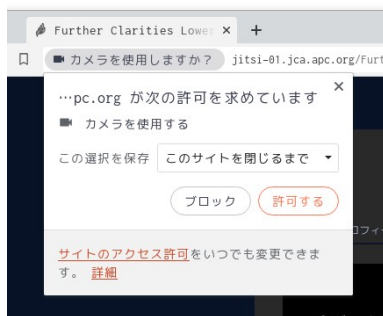 Further Clarities Lower
カメラを使用しますか？ jitsi-01.jca.apc.org/Furt
…pc.org が次の許可を求めています
カメラを使用する
この選択を保存 このサイトを閉じるまで
ブロック 許可する
ロフィー
サイトのアクセス許可をいつでも変更できま
す。 詳細